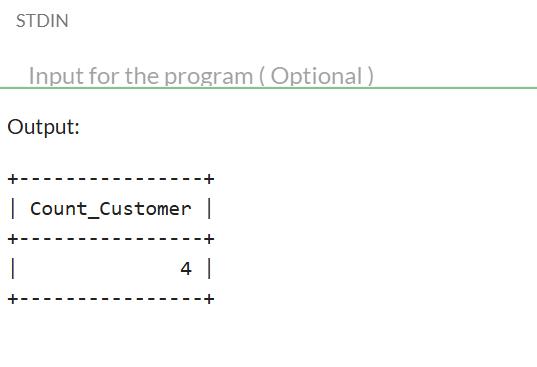 STDIN
Input for the program ( Optional )
Output:
+----------------+
| Count_Customer |
+----------------+
|              4 |
+----------------+